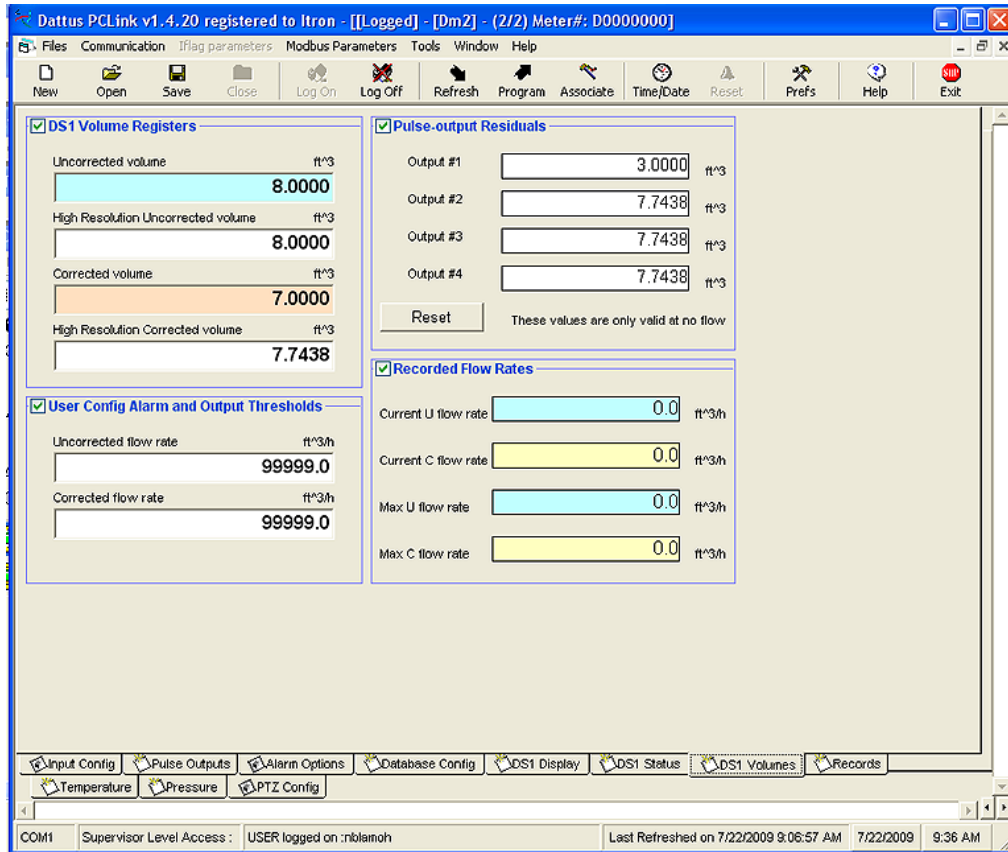 Dattus PCLink v1.4.20 registered to Itron - [[Logged] - [Dm2] - (2/2) Meter#: D0000000]
Files Communication Iflag parameters Modbus Parameters Tools Window Help
New Open Save Close Log On Log Off Refresh Program Associate Time/Date Reset Prefs Help Exit
DS1 Volume Registers
Uncorrected volume ft^3
8.0000
High Resolution Uncorrected volume ft^3
8.0000
Corrected volume ft^3
7.0000
High Resolution Corrected volume ft^3
7.7438
User Config Alarm and Output Thresholds
Uncorrected flow rate ft^3/h
99999.0
Corrected flow rate ft^3/h
99999.0
Pulse-output Residuals
Output #1 3.0000 ft^3
Output #2 7.7438 ft^3
Output #3 7.7438 ft^3
Output #4 7.7438 ft^3
Reset These values are only valid at no flow
Recorded Flow Rates
Current U flow rate 0.0 ft^3/h
Current C flow rate 0.0 ft^3/h
Max U flow rate 0.0 ft^3/h
Max C flow rate 0.0 ft^3/h
Input Config Pulse Outputs Alarm Options Database Config DS1 Display DS1 Status DS1 Volumes Records
Temperature Pressure PTZ Config
COM1 Supervisor Level Access : USER logged on :nblamoh Last Refreshed on 7/22/2009 9:06:57 AM 7/22/2009 9:36 AM